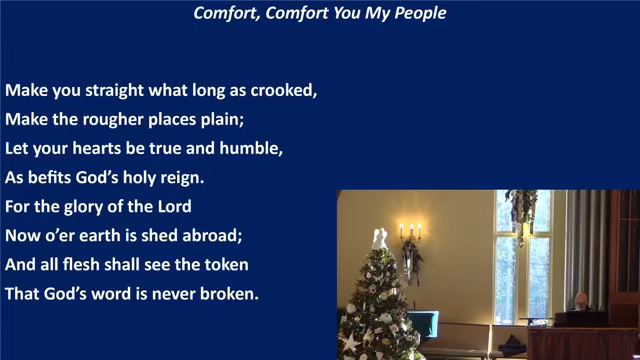 Comfort, Comfort You My People
Make you straight what long as crooked,
Make the rougher places plain;
Let your hearts be true and humble,
As befits God's holy reign.
For the glory of the Lord
Now o'er earth is shed abroad;
And all flesh shall see the token
That God's word is never broken.